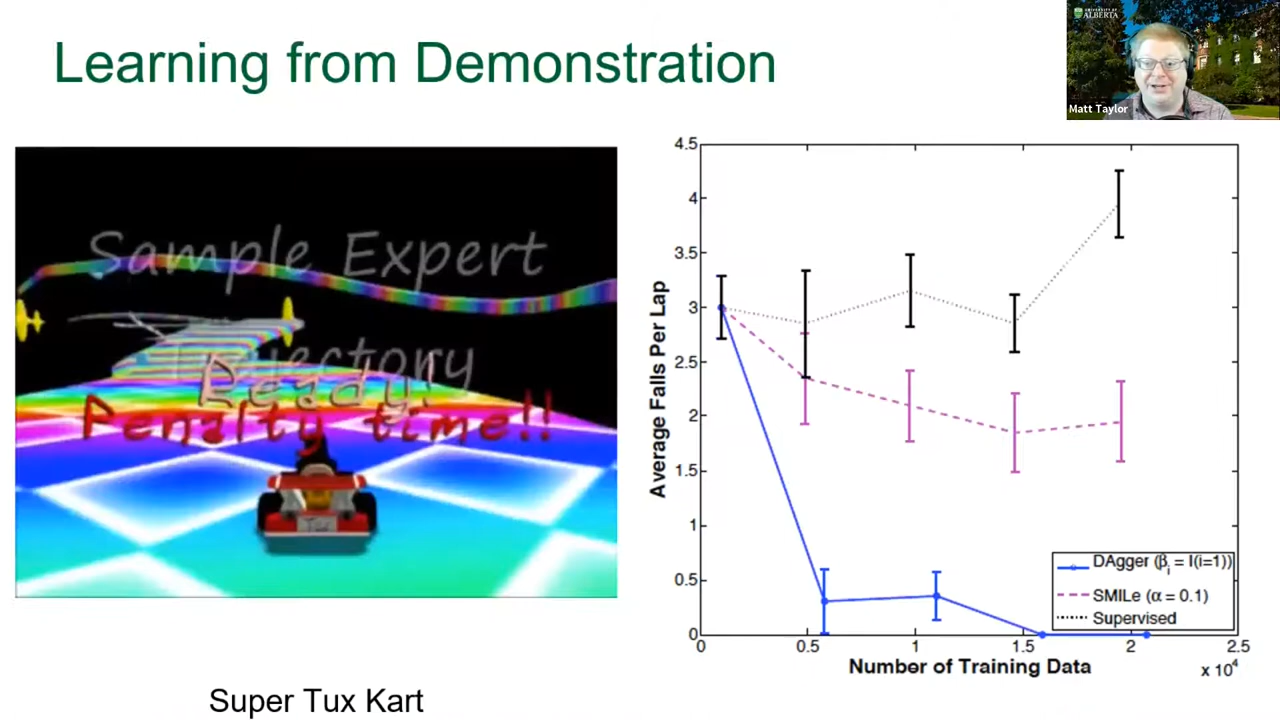 Learning from Demonstration
UNIVERSITY OF
ALBERTA
Matt Taylor
Sample Expert
Trajectory
Ready!
Penalty time!!
Tux
Super Tux Kart
4.5
4
3.5
3
2.5
2
1.5
1
0.5
0
Average Falls Per Lap
0 0.5 1 1.5 2 2.5
Number of Training Data
x 10⁴
DAgger (βᵢ = I(i=1))
SMILe (α = 0.1)
Supervised